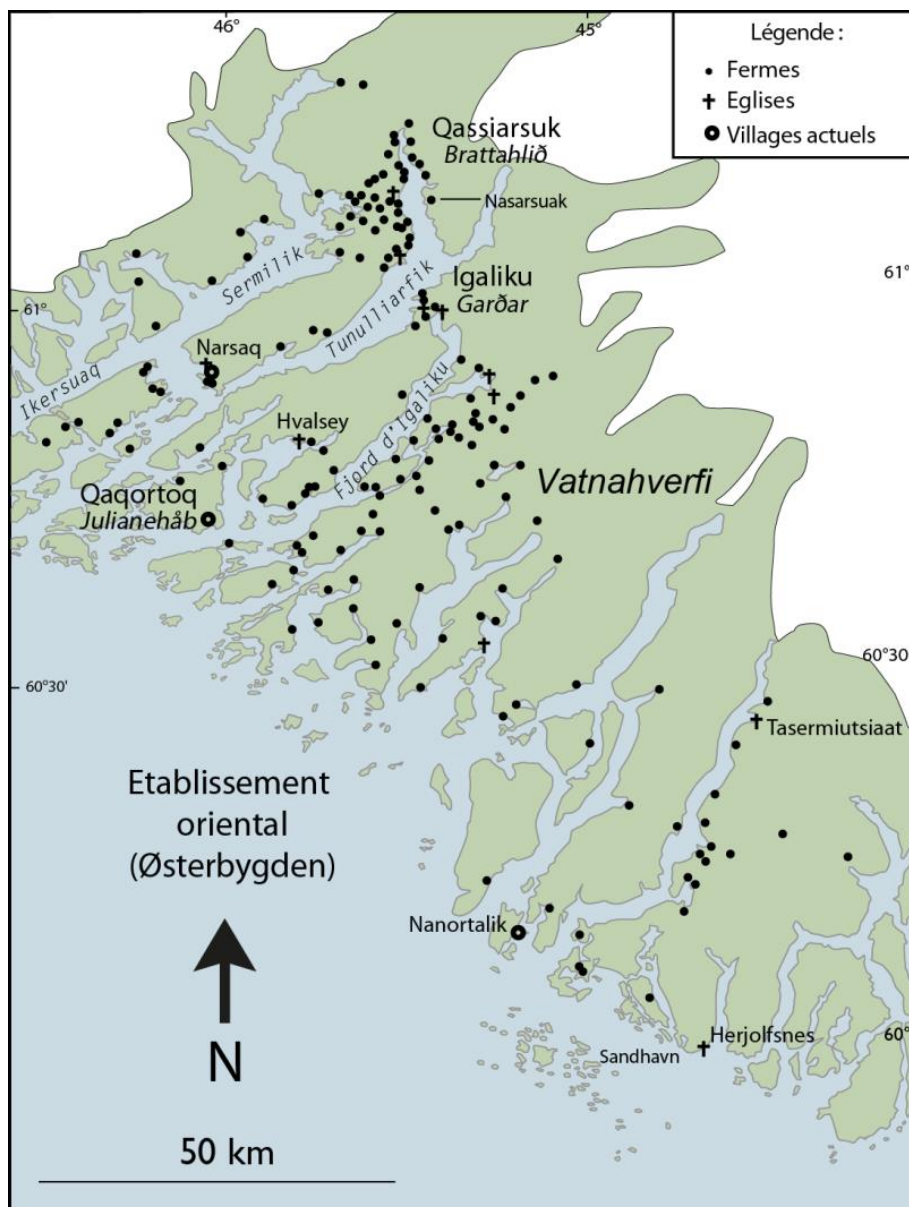 46°
45°
Légende :
Fermes
Eglises
Villages actuels
Qassiarsuk
Brattahlið
Nasarsuak
Sermilik
Tunulliarfik
Igaliku
Garðar
61°
61°
Narsaq
Ikersuaq
Hvalsey
Fjord d'Igaliku
Vatnahverfi
Qaqortoq
Julianehåb
60°30
60°30'
Tasermiutsiaat
Etablissement
oriental
(Østerbygden)
Nanortalik
Herjolfsnes
Sandhavn
60°
N
50 km